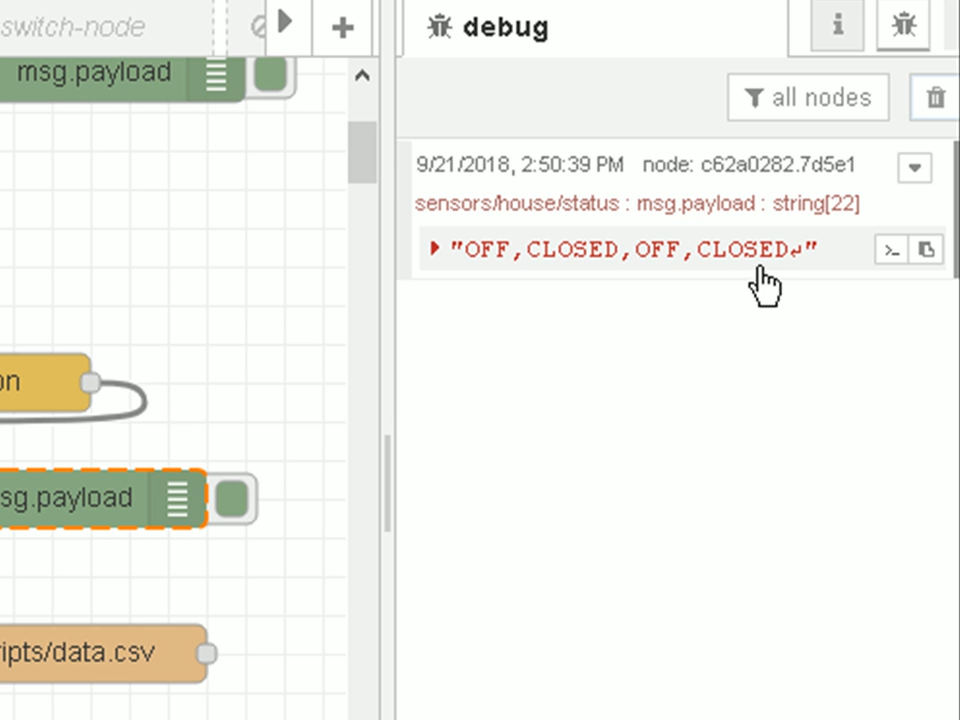 switch-node
debug
msg.payload
all nodes
9/21/2018, 2:50:39 PM node: c62a0282.7d5e1
sensors/house/status : msg.payload : string[22]
"OFF,CLOSED,OFF,CLOSED↵"
on
sg.payload
ripts/data.csv